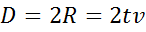 D = 2R = 2tv